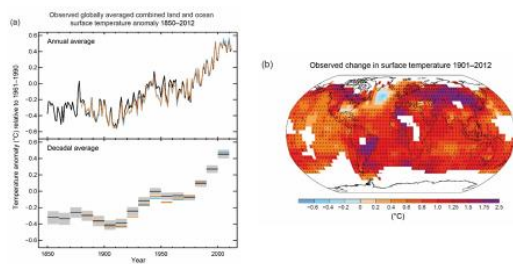 Observed globally averaged combined land and ocean
surface temperature anomaly 1850–2012
(a)
Annual average
0.6
0.4
0.2
0.0
−0.2
−0.4
−0.6
Temperature anomaly (°C) relative to 1961–1990
Decadal average
0.6
0.4
0.2
0.0
−0.2
−0.4
−0.6
1850
1900
1950
2000
Year
(b)
Observed change in surface temperature 1901–2012
−0.6 −0.4 −0.2 0 0.2 0.4 0.6 0.8 1.0 1.25 1.5 1.75 2.5
(°C)